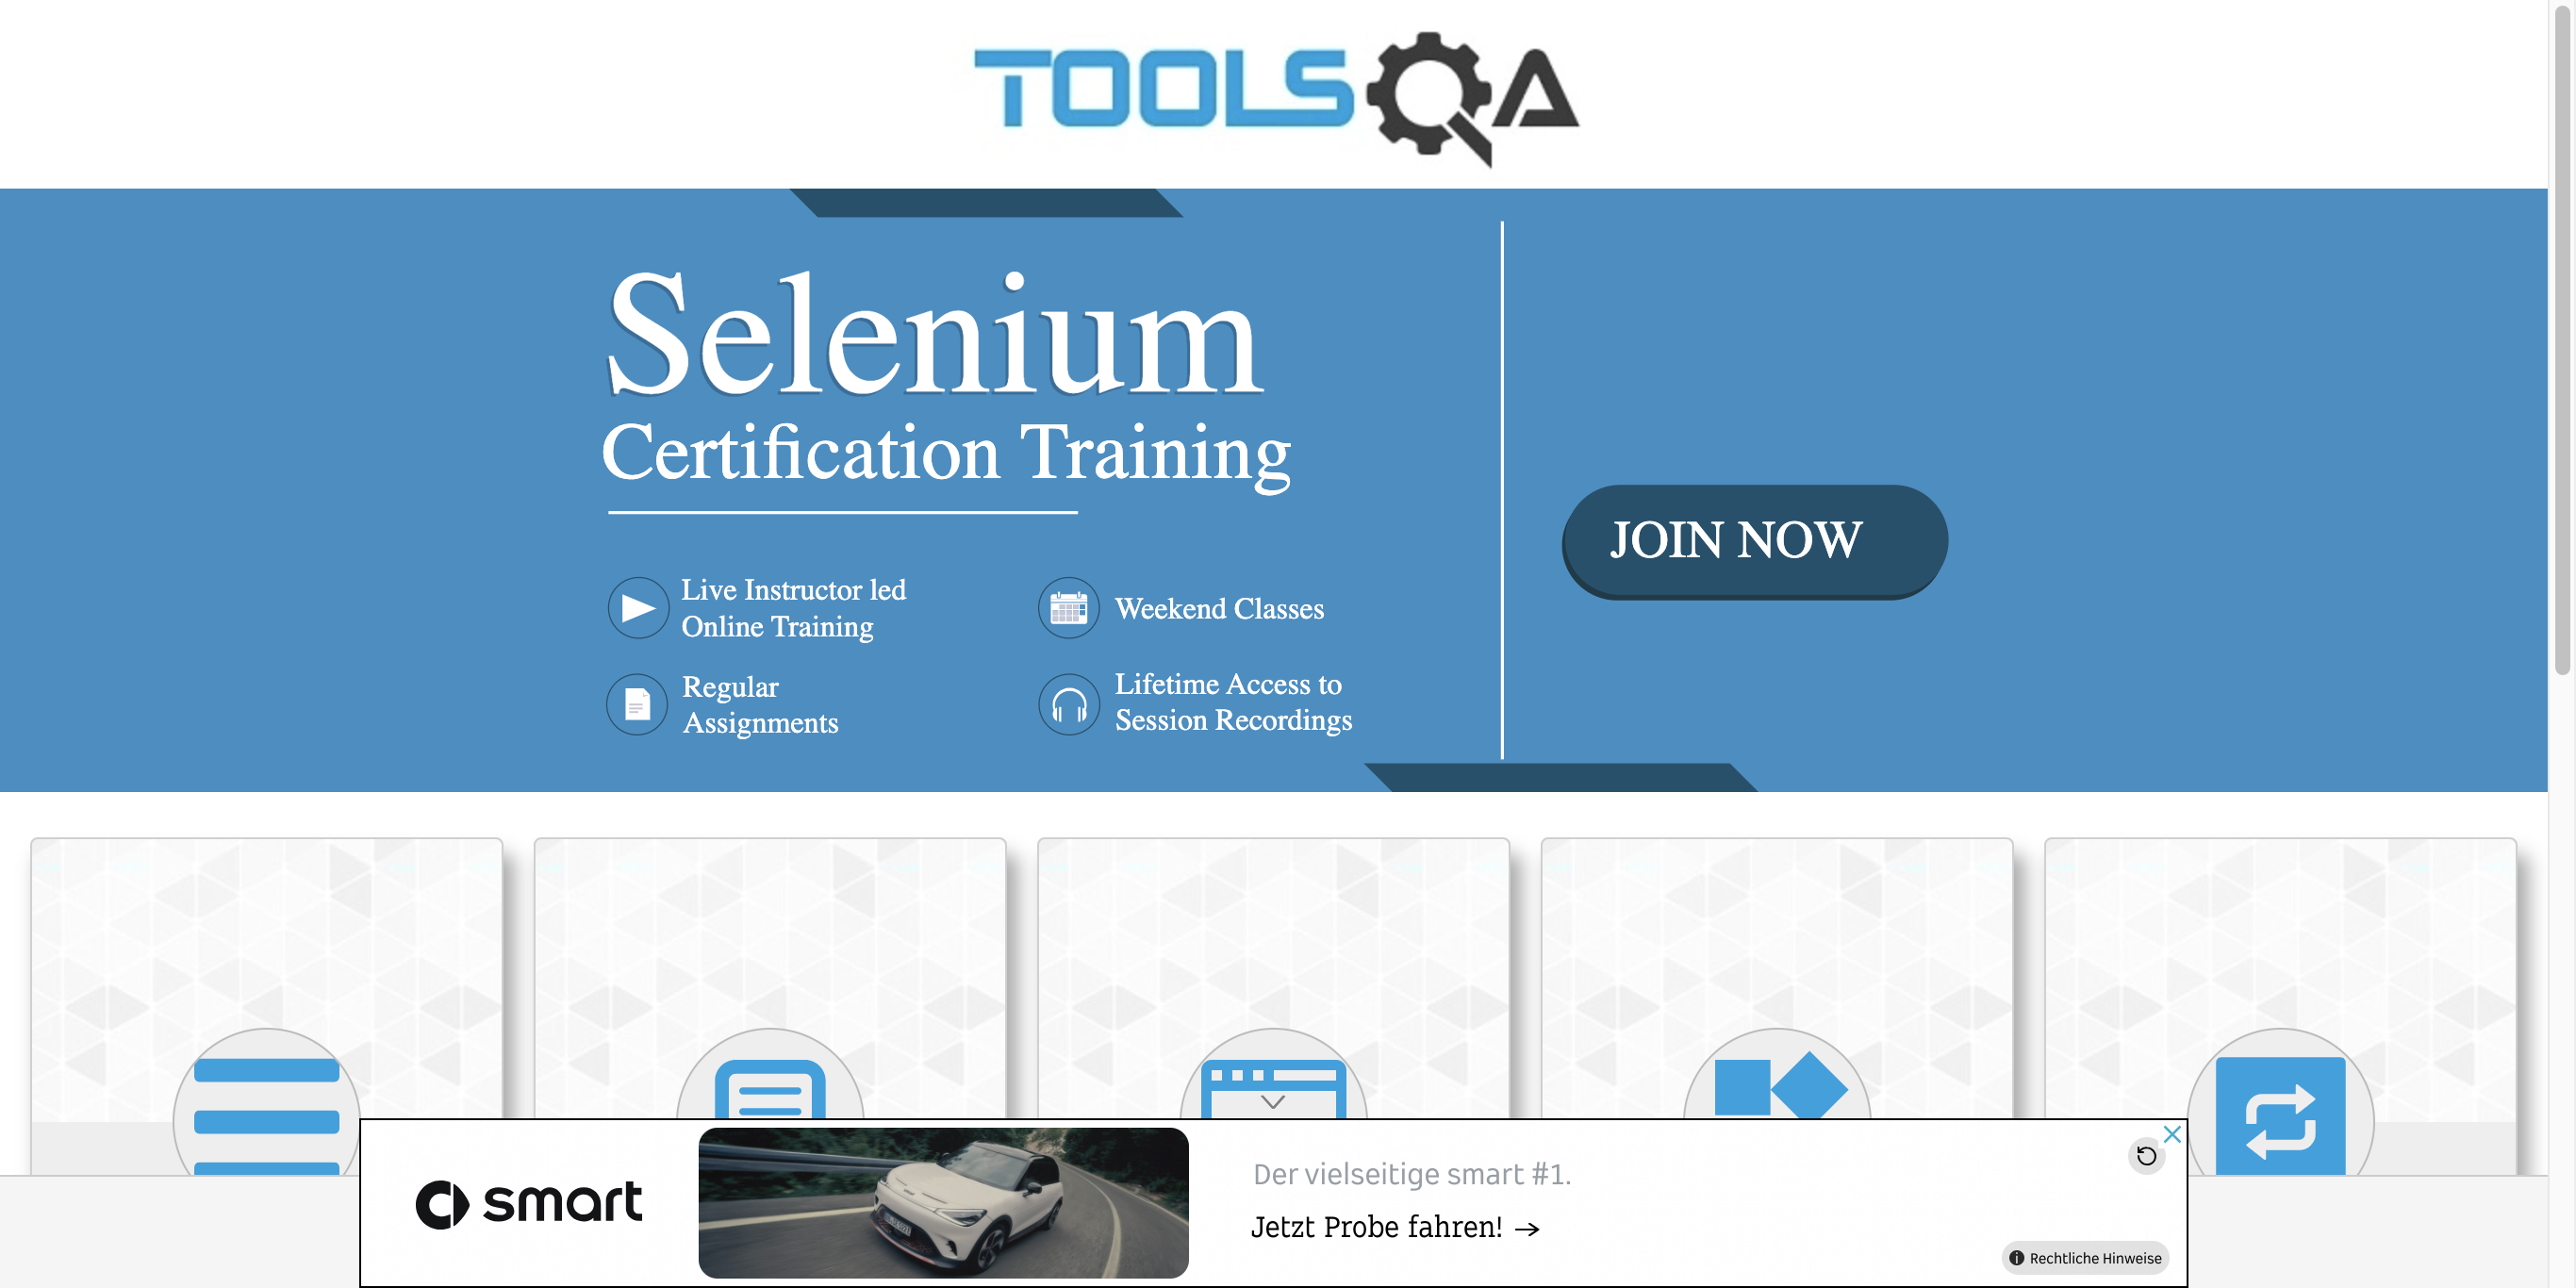 TOOLSQA
Selenium
Certification Training
JOIN NOW
Live Instructor led
Online Training
Weekend Classes
Regular
Assignments
Lifetime Access to
Session Recordings
smart
Der vielseitige smart #1.
Jetzt Probe fahren! →
Rechtliche Hinweise